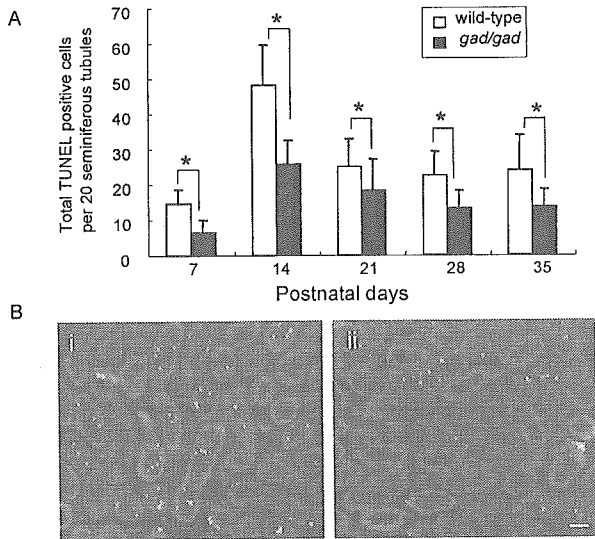 A
Total TUNEL positive cells
per 20 seminiferous tubules
70
60
50
40
30
20
10
0
*
*
*
*
*
wild-type
gad/gad
7 14 21 28 35
Postnatal days
B
i
ii